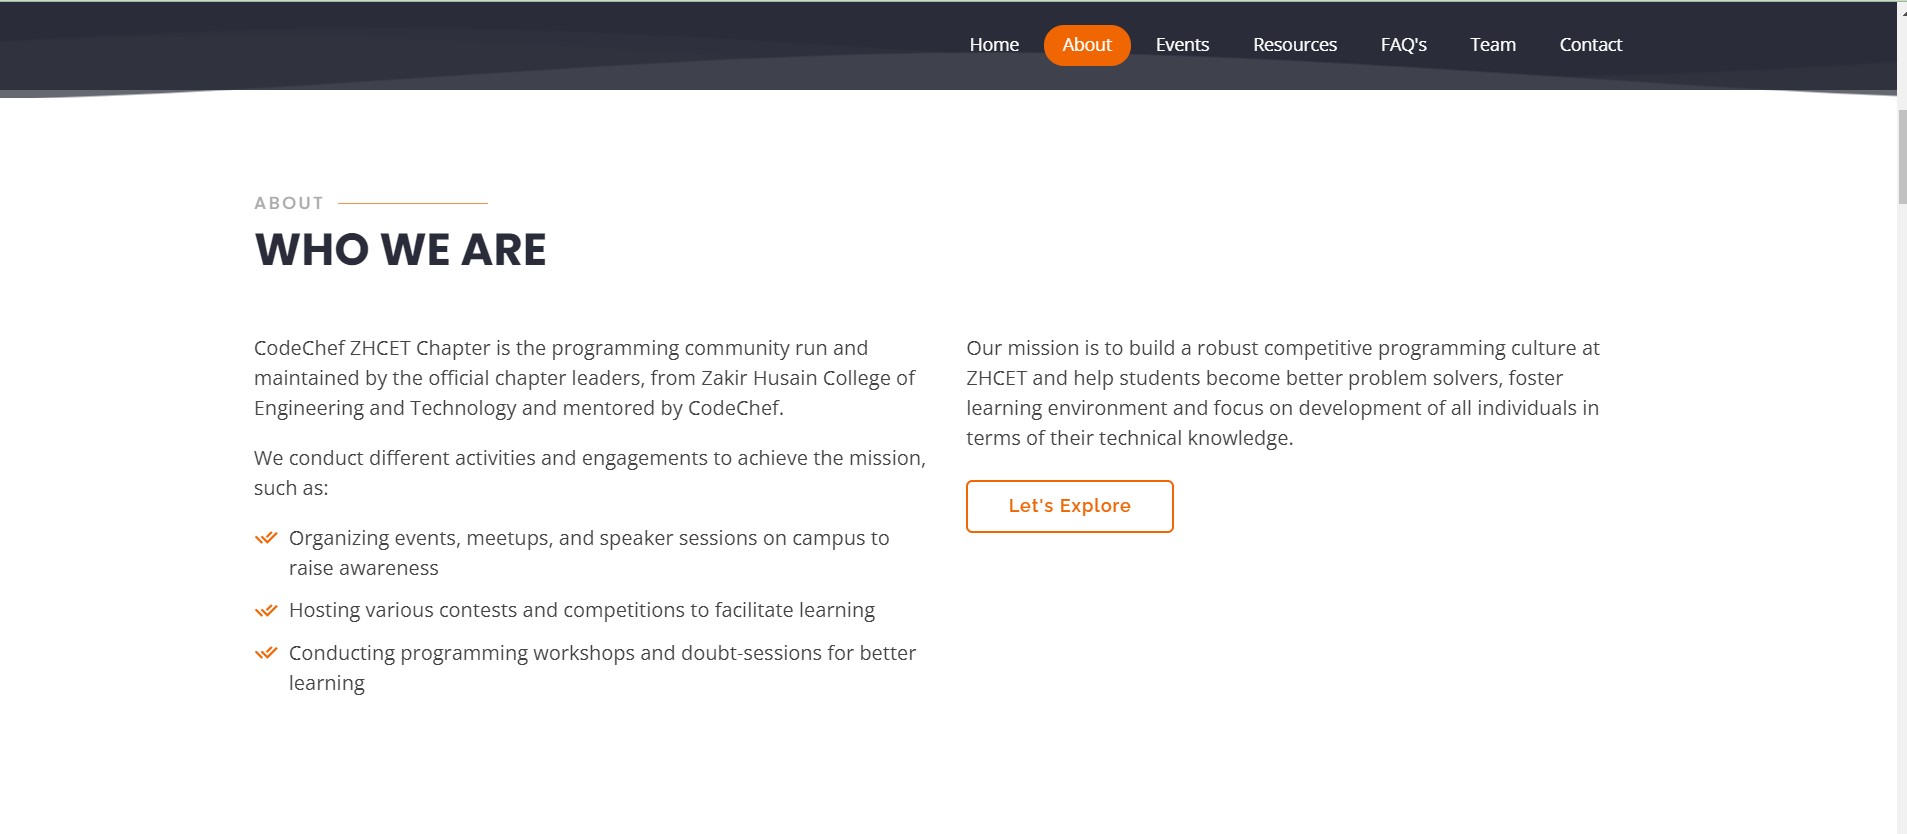 Home About Events Resources FAQ's Team Contact
ABOUT
WHO WE ARE
CodeChef ZHCET Chapter is the programming community run and
maintained by the official chapter leaders, from Zakir Husain College of
Engineering and Technology and mentored by CodeChef.
We conduct different activities and engagements to achieve the mission,
such as:
Organizing events, meetups, and speaker sessions on campus to
raise awareness
Hosting various contests and competitions to facilitate learning
Conducting programming workshops and doubt-sessions for better
learning
Our mission is to build a robust competitive programming culture at
ZHCET and help students become better problem solvers, foster
learning environment and focus on development of all individuals in
terms of their technical knowledge.
Let's Explore